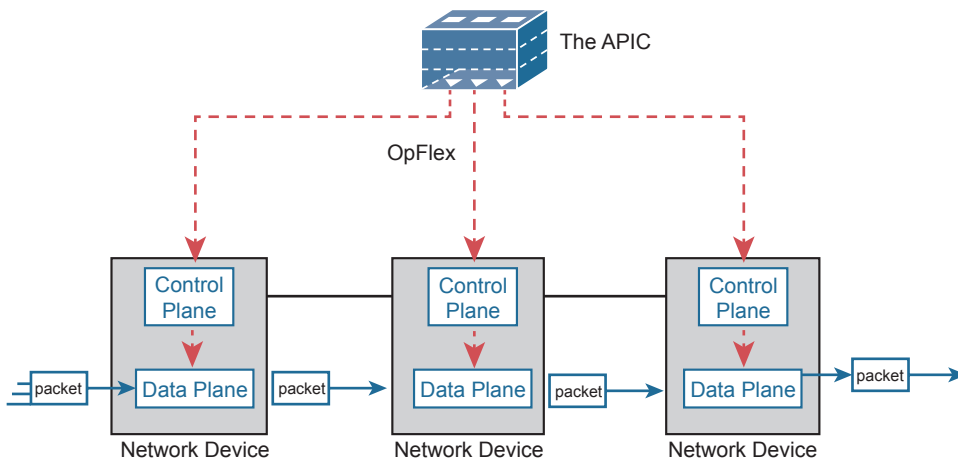 The APIC
OpFlex
Control
Plane
Control
Plane
Control
Plane
packet
Data Plane
packet
Data Plane
packet
Data Plane
packet
Network Device
Network Device
Network Device